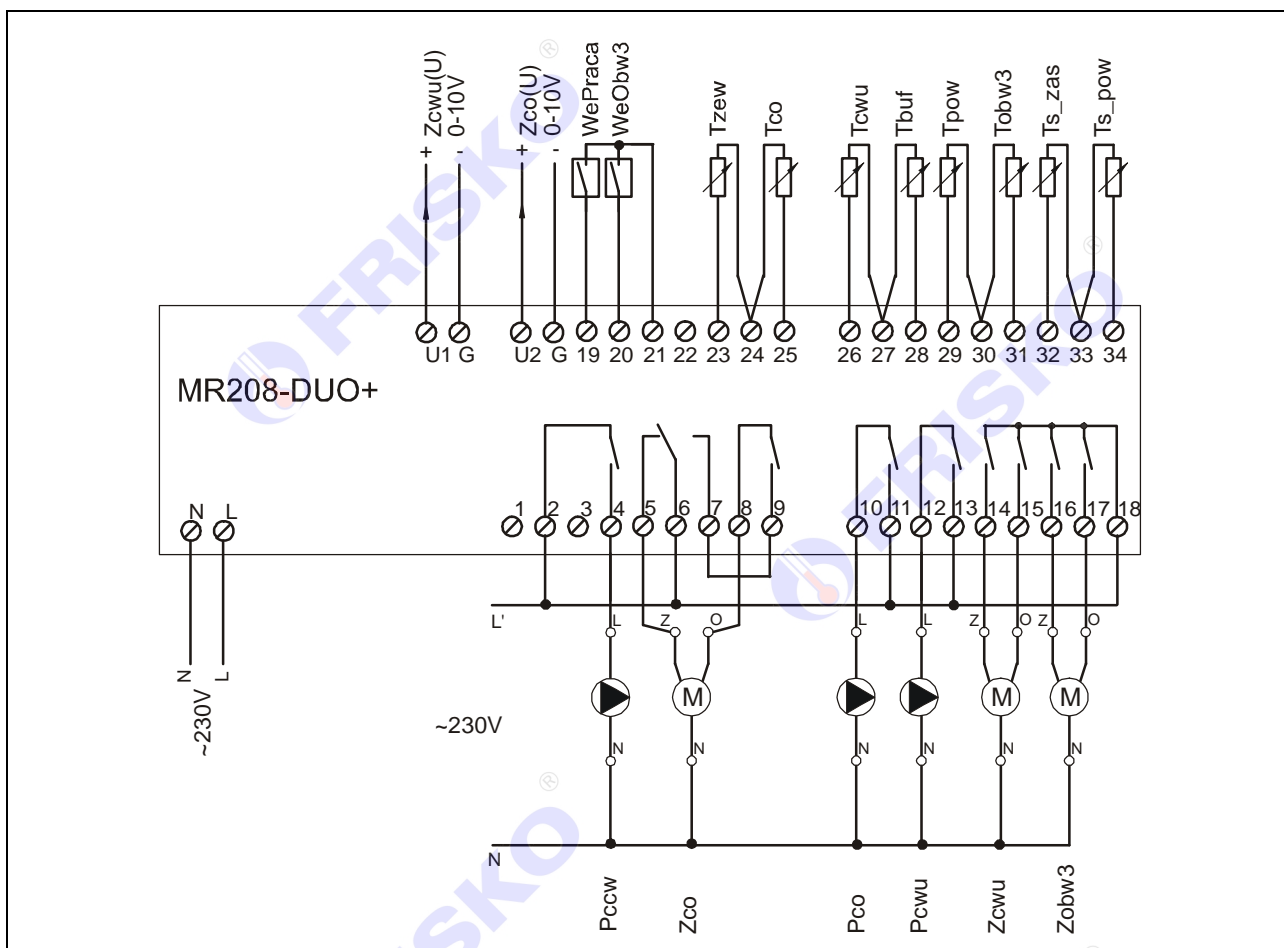 Zcwu(U)
+ 0-10V -
Zco(U)
+ 0-10V -
WePraca
WeObw3
Tzew
Tco
Tcwu
Tbuf
Tpow
Tobw3
Ts_zas
Ts_pow
FRISKO ®
FRISKO ®
U1 G U2 G 19 20 21 22 23 24 25 26 27 28 29 30 31 32 33 34
MR208-DUO+
N L
1 2 3 4 5 6 7 8 9 10 11 12 13 14 15 16 17 18
L'
L Z O L L Z O Z O
N L
~230V
M M M
~230V
N N N N N N
N
FRISKO ®
®
Pccw
Zco
Pco
Pcwu
Zcwu
Zobw3